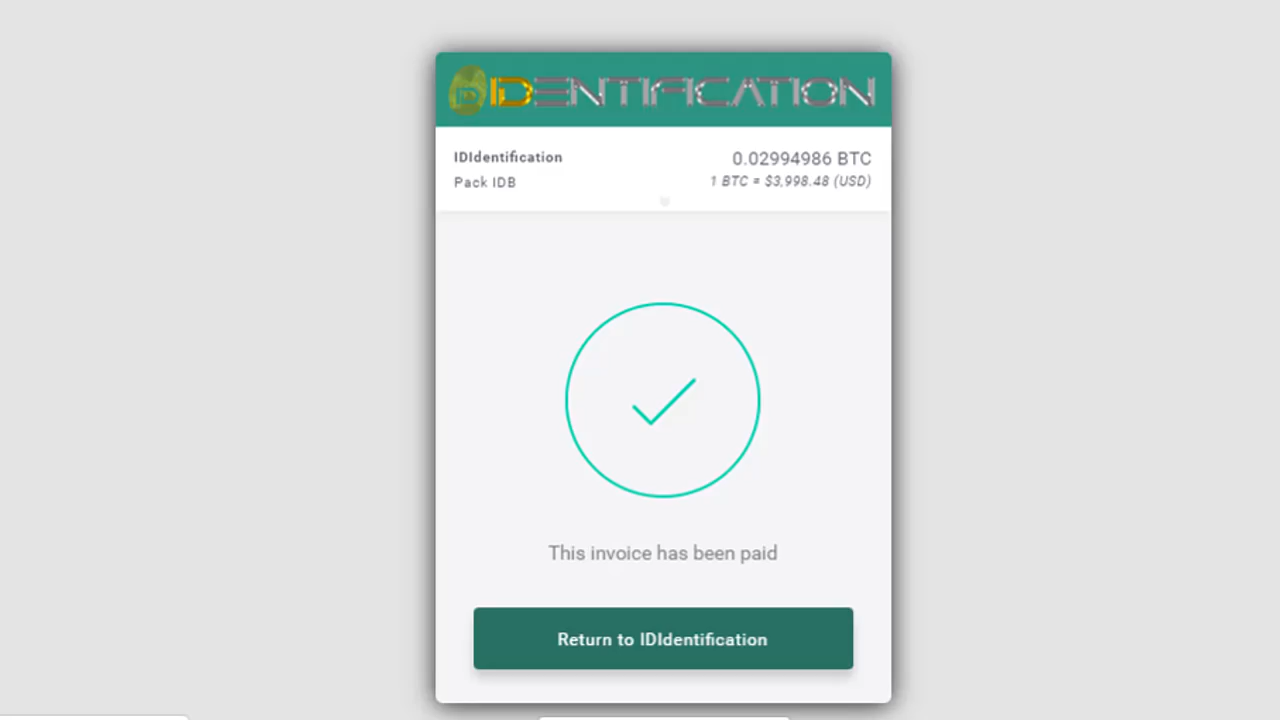 IDENTIFICATION
IDIdentification
0.02994986 BTC
Pack IDB
1 BTC = $3,998.48 (USD)
This invoice has been paid
Return to IDIdentification